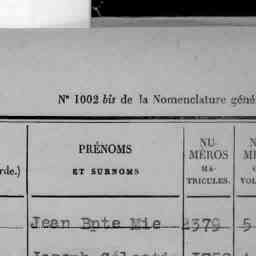 N° 1002 bis de la Nomenclature géné
PRÉNOMS
ET SURNOMS
NU-
MÉROS
MA-
TRICULES.
rde.)
Jean Bpte Mie 2379 5